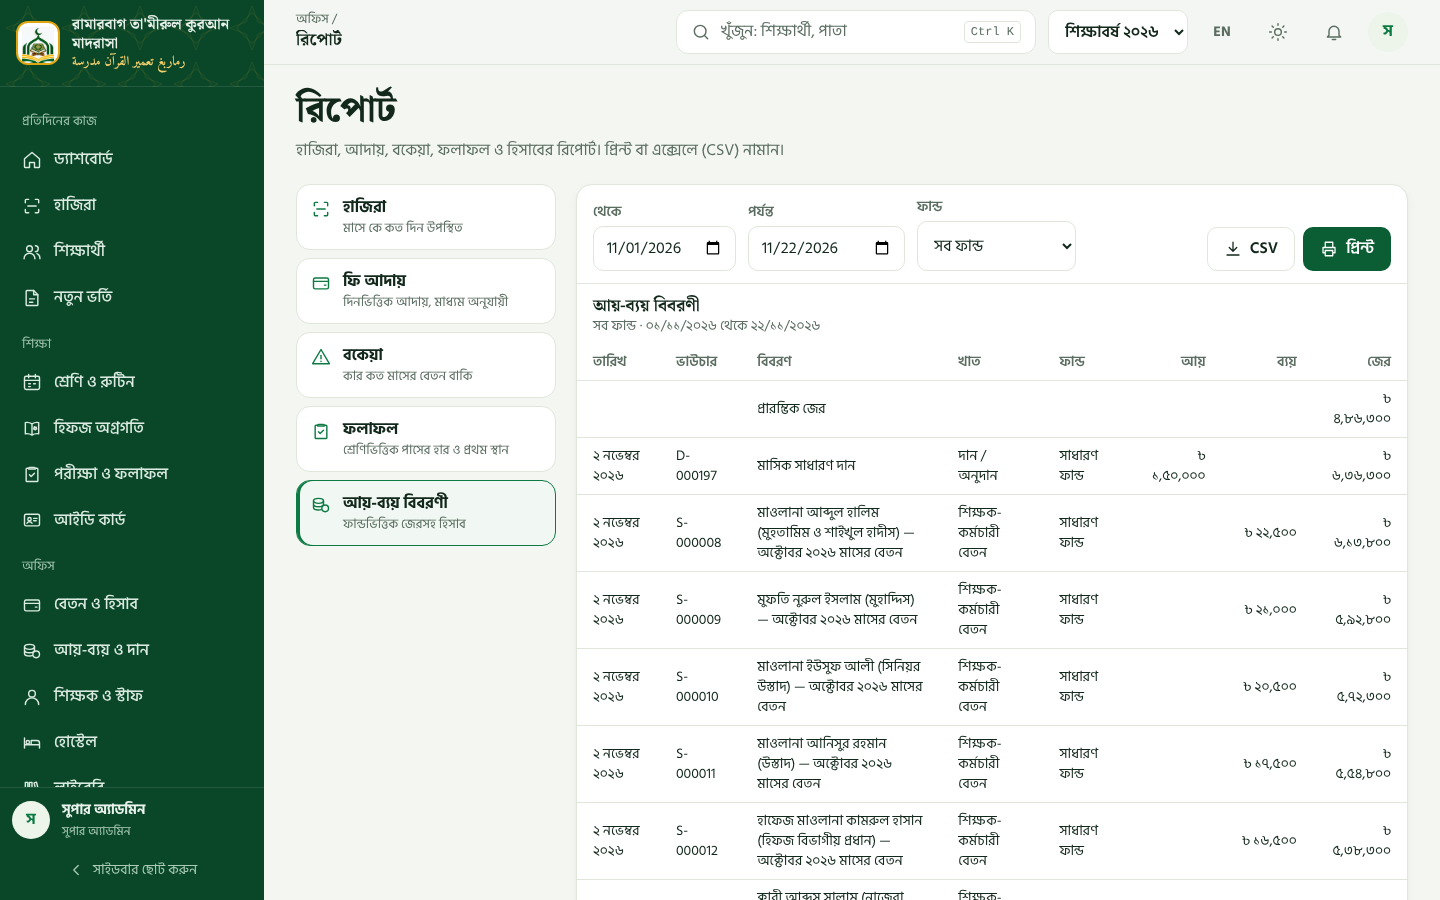 রামারবাগ তা'মীরুল কুরআন
মাদরাসা
رمارباغ تعمير القرآن مدرسة
প্রতিদিনের কাজ
ড্যাশবোর্ড
হাজিরা
শিক্ষার্থী
নতুন ভর্তি
শিক্ষা
শ্রেণি ও রুটিন
হিফজ অগ্রগতি
পরীক্ষা ও ফলাফল
আইডি কার্ড
অফিস
বেতন ও হিসাব
আয়-ব্যয় ও দান
শিক্ষক ও স্টাফ
হোস্টেল
স
সুপার অ্যাডমিন
সুপার অ্যাডমিন
সাইডবার ছোট করুন
অফিস /
রিপোর্ট
খুঁজুন: শিক্ষার্থী, পাতা
Ctrl K
শিক্ষাবর্ষ ২০২৬
EN
স
রিপোর্ট
হাজিরা, আদায়, বকেয়া, ফলাফল ও হিসাবের রিপোর্ট। প্রিন্ট বা এক্সেলে (CSV) নামান।
হাজিরা
মাসে কে কত দিন উপস্থিত
ফি আদায়
দিনভিত্তিক আদায়, মাধ্যম অনুযায়ী
বকেয়া
কার কত মাসের বেতন বাকি
ফলাফল
শ্রেণিভিত্তিক পাসের হার ও প্রথম স্থান
আয়-ব্যয় বিবরণী
ফান্ডভিত্তিক জেরসহ হিসাব
থেকে
পর্যন্ত
ফান্ড
11/01/2026
11/22/2026
সব ফান্ড
CSV
প্রিন্ট
আয়-ব্যয় বিবরণী
সব ফান্ড · ০১/১১/২০২৬ থেকে ২২/১১/২০২৬
তারিখ ভাউচার বিবরণ খাত ফান্ড আয় ব্যয় জের
প্রারম্ভিক জের ৳
৪,৮৬,৩০০
২ নভেম্বর D- মাসিক সাধারণ দান দান / সাধারণ ৳ ৳
২০২৬ 000197 অনুদান ফান্ড ১,৫০,০০০ ৬,৩৬,৩০০
মাওলানা আব্দুল হালিম শিক্ষক-
২ নভেম্বর S- (মুহতামিম ও শাইখুল হাদীস) — কর্মচারী সাধারণ ৳ ২২,৫০০ ৳
২০২৬ 000008 অক্টোবর ২০২৬ মাসের বেতন বেতন ফান্ড ৬,১৩,৮০০
শিক্ষক-
২ নভেম্বর S- মুফতি নুরুল ইসলাম (মুহাদ্দিস) কর্মচারী সাধারণ ৳ ২১,০০০ ৳
২০২৬ 000009 — অক্টোবর ২০২৬ মাসের বেতন বেতন ফান্ড ৫,৯২,৮০০
মাওলানা ইউসুফ আলী (সিনিয়র শিক্ষক-
২ নভেম্বর S- উস্তাদ) — অক্টোবর ২০২৬ মাসের কর্মচারী সাধারণ ৳ ২০,৫০০ ৳
২০২৬ 000010 বেতন বেতন ফান্ড ৫,৭২,৩০০
মাওলানা আনিসুর রহমান শিক্ষক-
২ নভেম্বর S- (উস্তাদ) — অক্টোবর ২০২৬ কর্মচারী সাধারণ ৳ ১৭,৫০০ ৳
২০২৬ 000011 মাসের বেতন বেতন ফান্ড ৫,৫৪,৮০০
হাফেজ মাওলানা কামরুল হাসান শিক্ষক-
২ নভেম্বর S- (হিফজ বিভাগীয় প্রধান) — কর্মচারী সাধারণ ৳ ১৬,৫০০ ৳
২০২৬ 000012 অক্টোবর ২০২৬ মাসের বেতন বেতন ফান্ড ৫,৩৮,৩০০
ক্বারী আব্দুস সালাম (নাজেরা শিক্ষক-